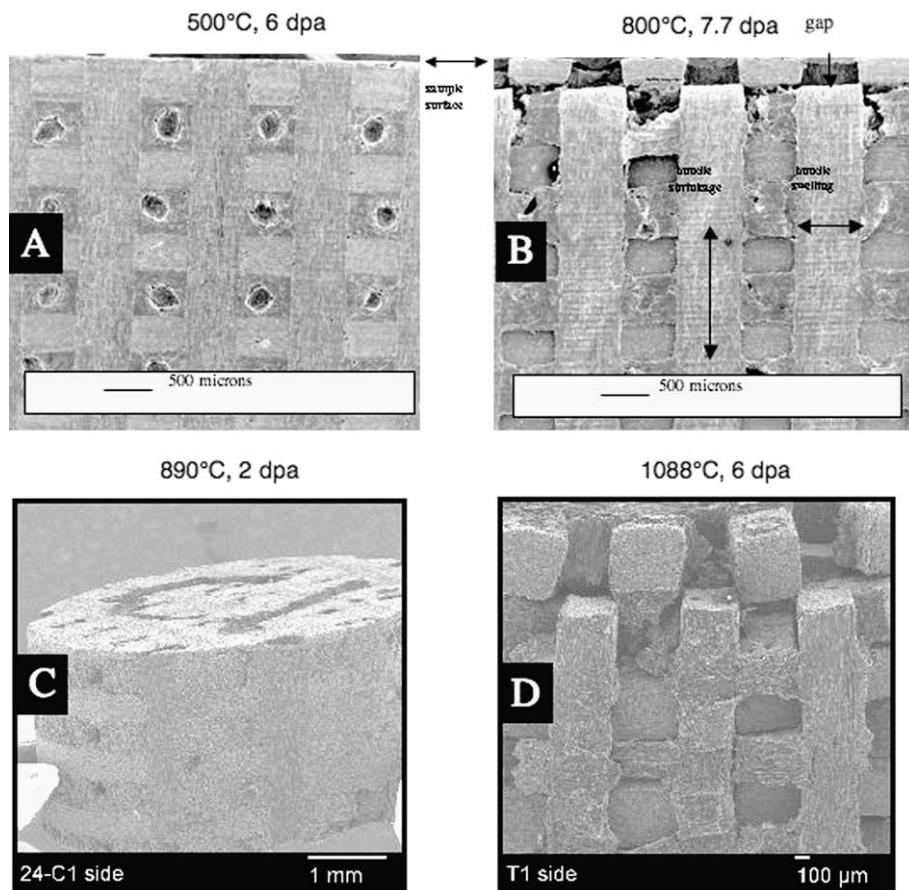 500°C, 6 dpa
800°C, 7.7 dpa
gap
sample
surface
bundle
shrinkage
bundle
swelling
A
B
500 microns
500 microns
890°C, 2 dpa
1088°C, 6 dpa
C
D
24-C1 side
1 mm
T1 side
100 µm